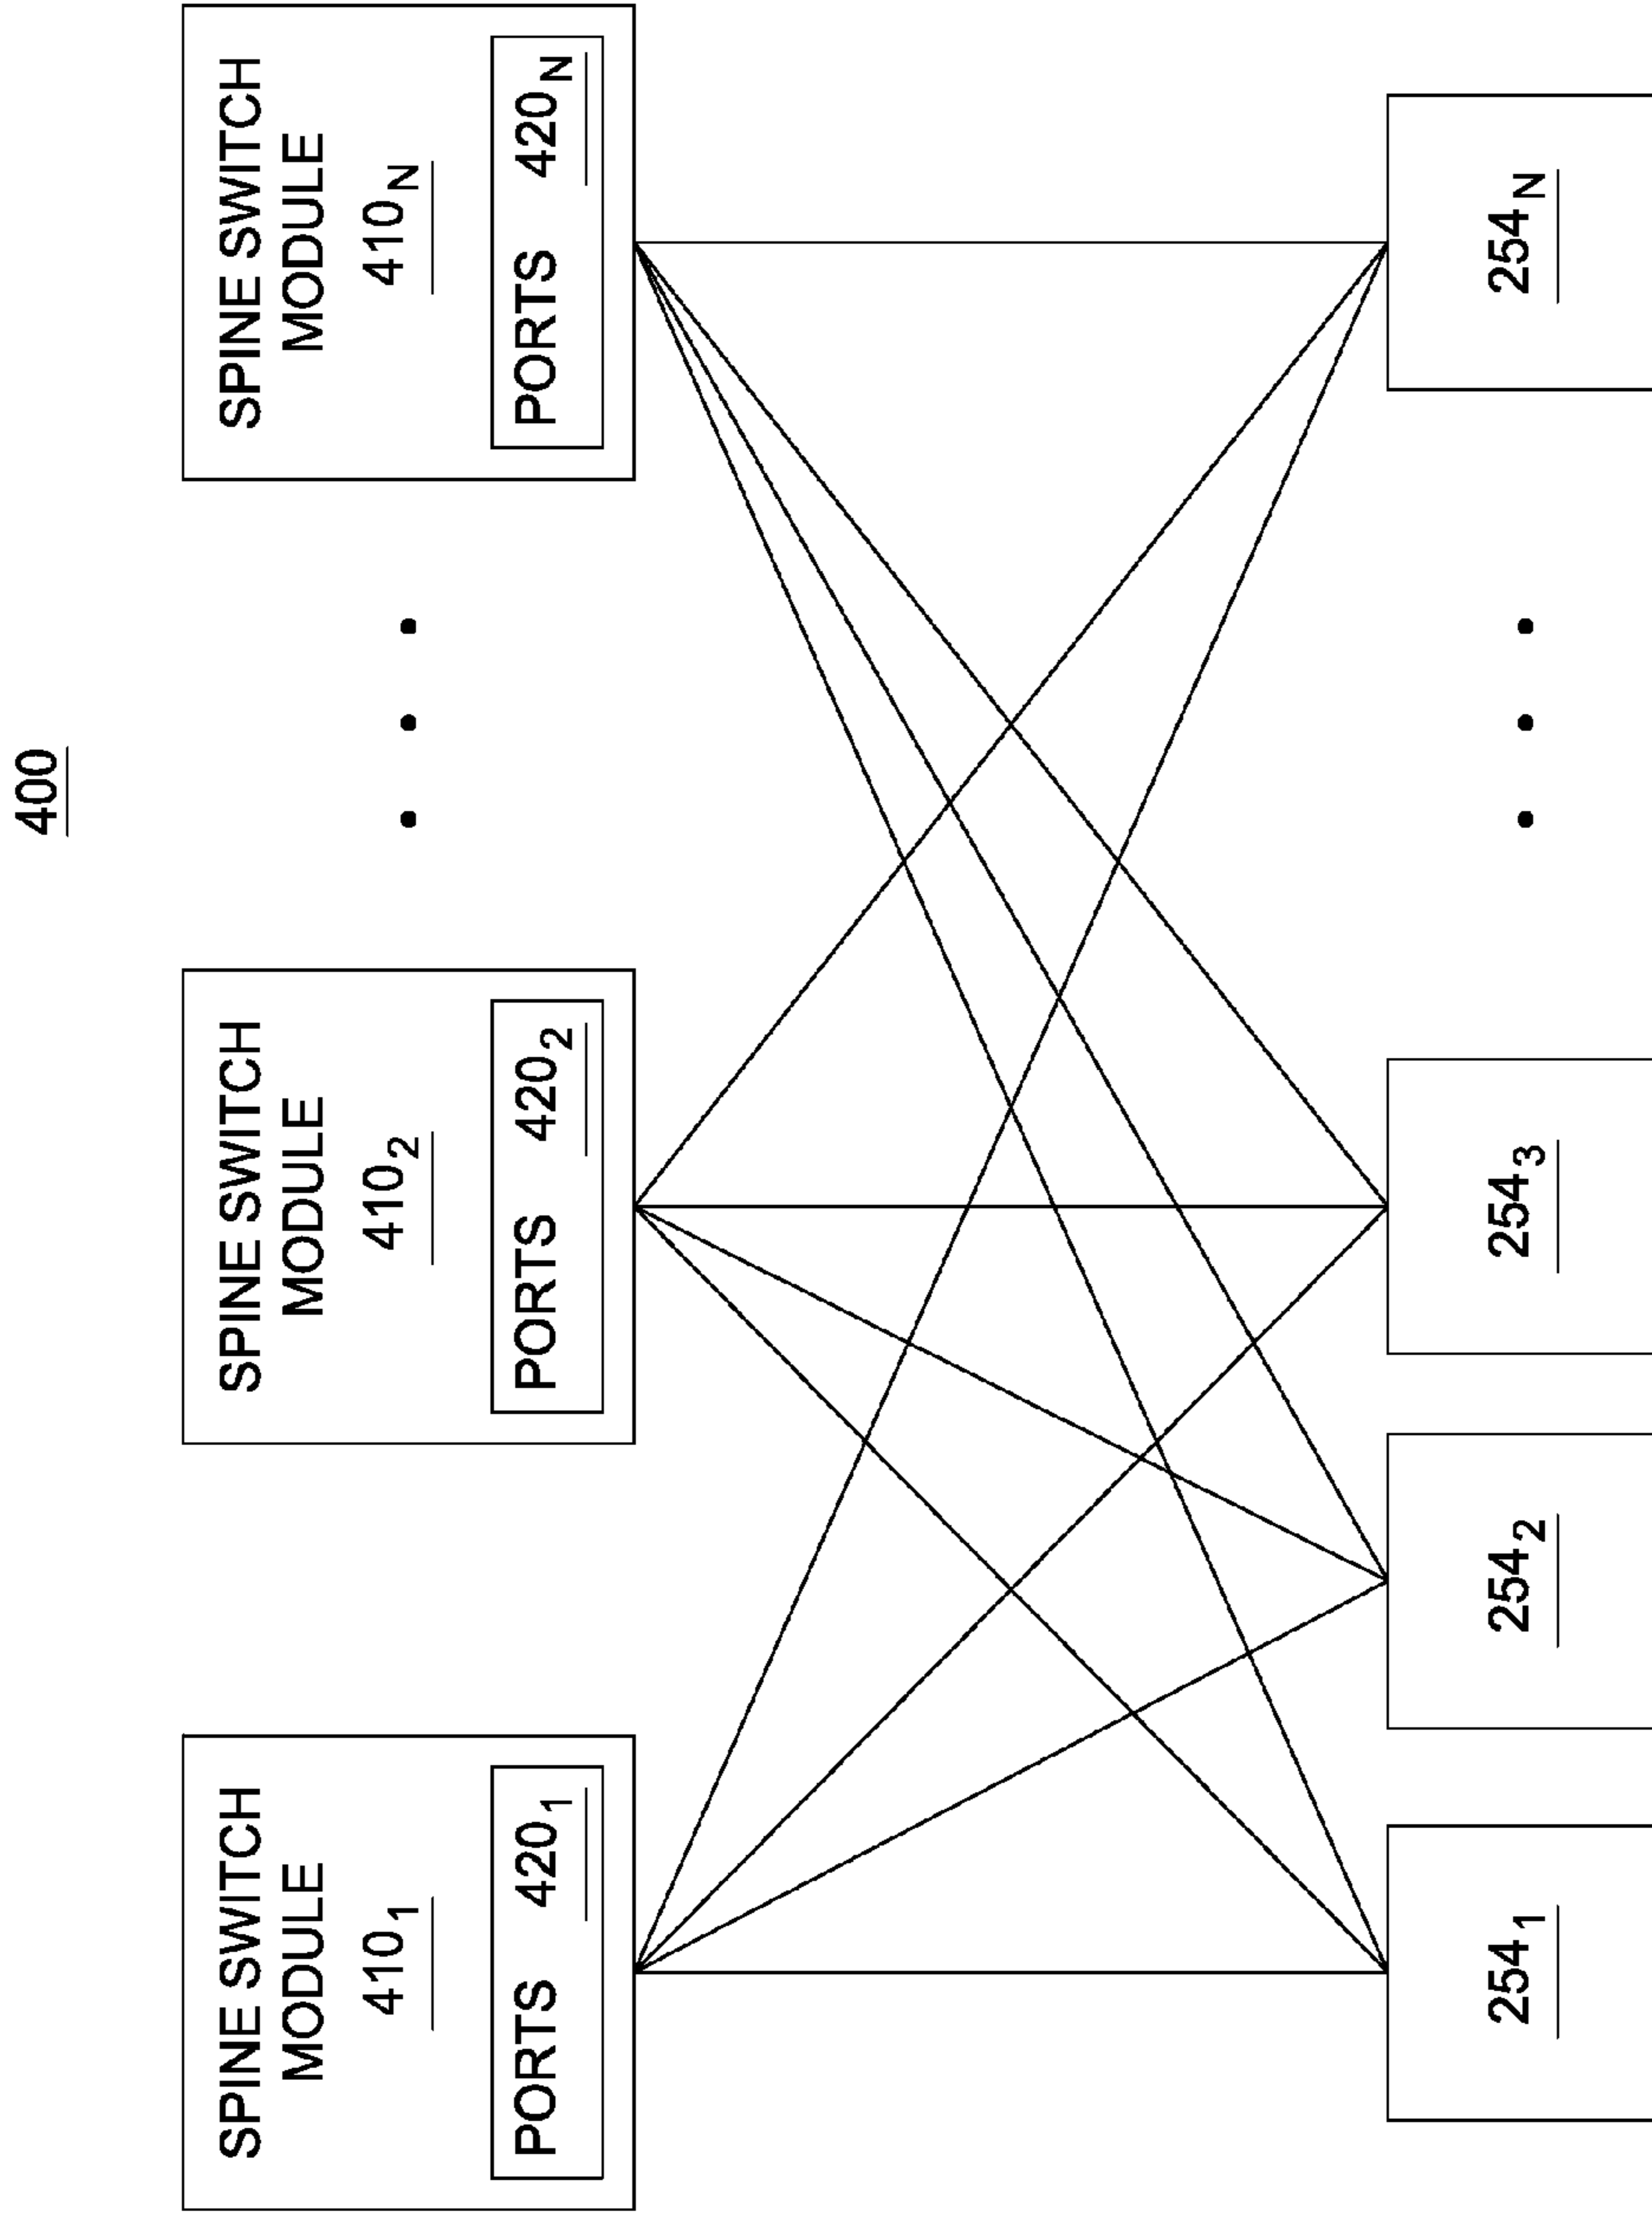 400
SPINE SWITCH
MODULE
410₁
PORTS 420₁
SPINE SWITCH
MODULE
410₂
PORTS 420₂
SPINE SWITCH
MODULE
410N
PORTS 420N
254₁
254₂
254₃
254N